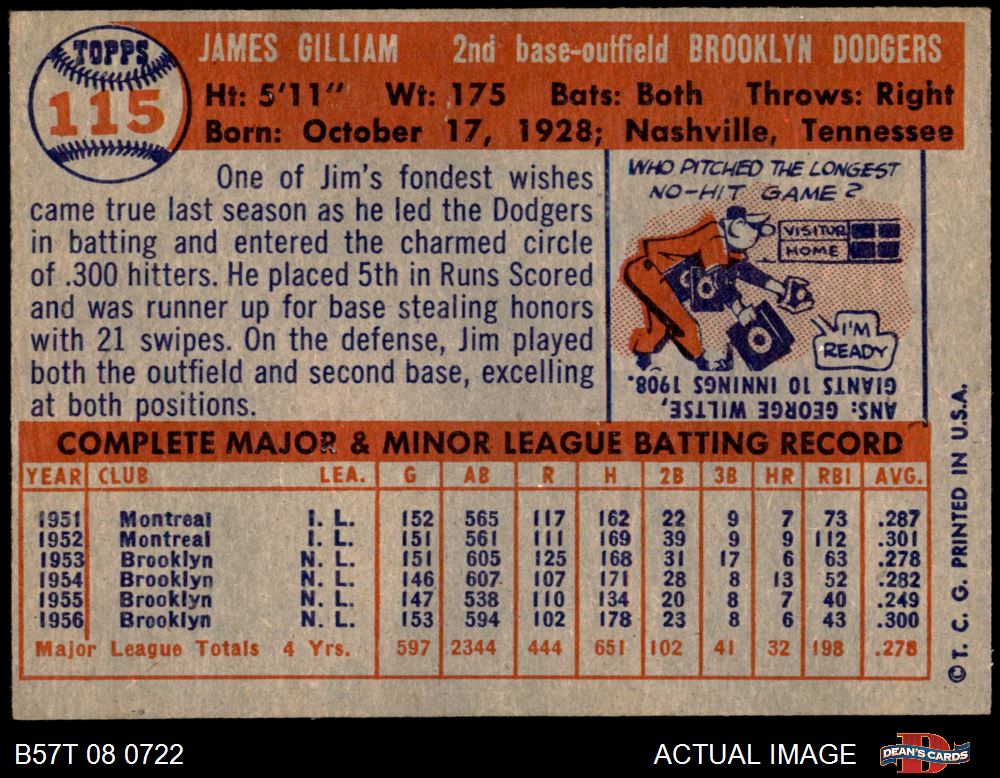 TOPPS
115
JAMES GILLIAM 2nd base-outfield BROOKLYN DODGERS
Ht: 5'11" Wt: 175 Bats: Both Throws: Right
Born: October 17, 1928; Nashville, Tennessee
One of Jim's fondest wishes
came true last season as he led the Dodgers
in batting and entered the charmed circle
of .300 hitters. He placed 5th in Runs Scored
and was runner up for base stealing honors
with 21 swipes. On the defense, Jim played
both the outfield and second base, excelling
at both positions.
WHO PITCHED THE LONGEST
NO-HIT GAME?
VISITOR
HOME
I'M
READY
ANS: GEORGE WILTSE,
GIANTS 10 INNINGS 1908.
COMPLETE MAJOR & MINOR LEAGUE BATTING RECORD
YEAR CLUB LEA. G AB R H 2B 3B HR RBI AVG.
1951 Montreal I. L. 152 565 117 162 22 9 7 73 .287
1952 Montreal I. L. 151 561 111 169 39 9 9 112 .301
1953 Brooklyn N. L. 151 605 125 168 31 17 6 63 .278
1954 Brooklyn N. L. 146 607 107 171 28 8 13 52 .282
1955 Brooklyn N. L. 147 538 110 134 20 8 7 40 .249
1956 Brooklyn N. L. 153 594 102 178 23 8 6 43 .300
Major League Totals 4 Yrs. 597 2344 444 651 102 41 32 198 .278
©T. C. G. PRINTED IN U.S.A.
B57T 08 0722
ACTUAL IMAGE
D
DEAN'S CARDS